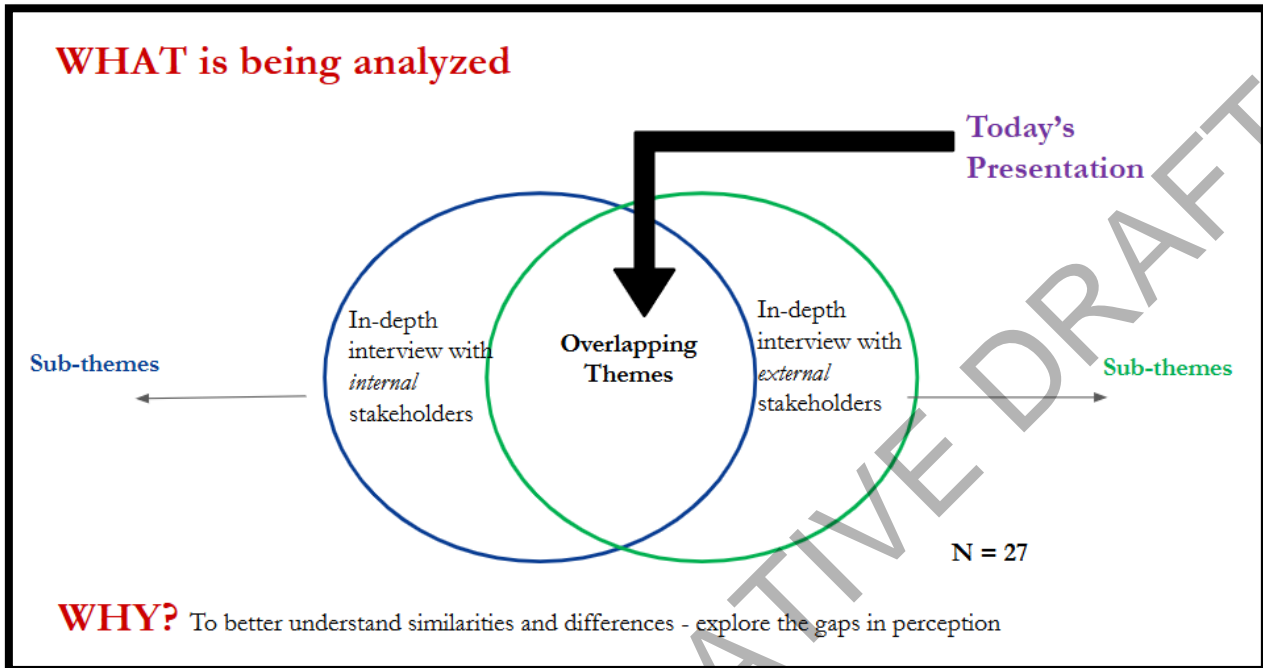 WHAT is being analyzed
Today's
Presentation
In-depth
interview with
internal
stakeholders
Overlapping
Themes
In-depth
interview with
external
stakeholders
Sub-themes
Sub-themes
N = 27
WHY? To better understand similarities and differences - explore the gaps in perception
ATIVE DRAFT